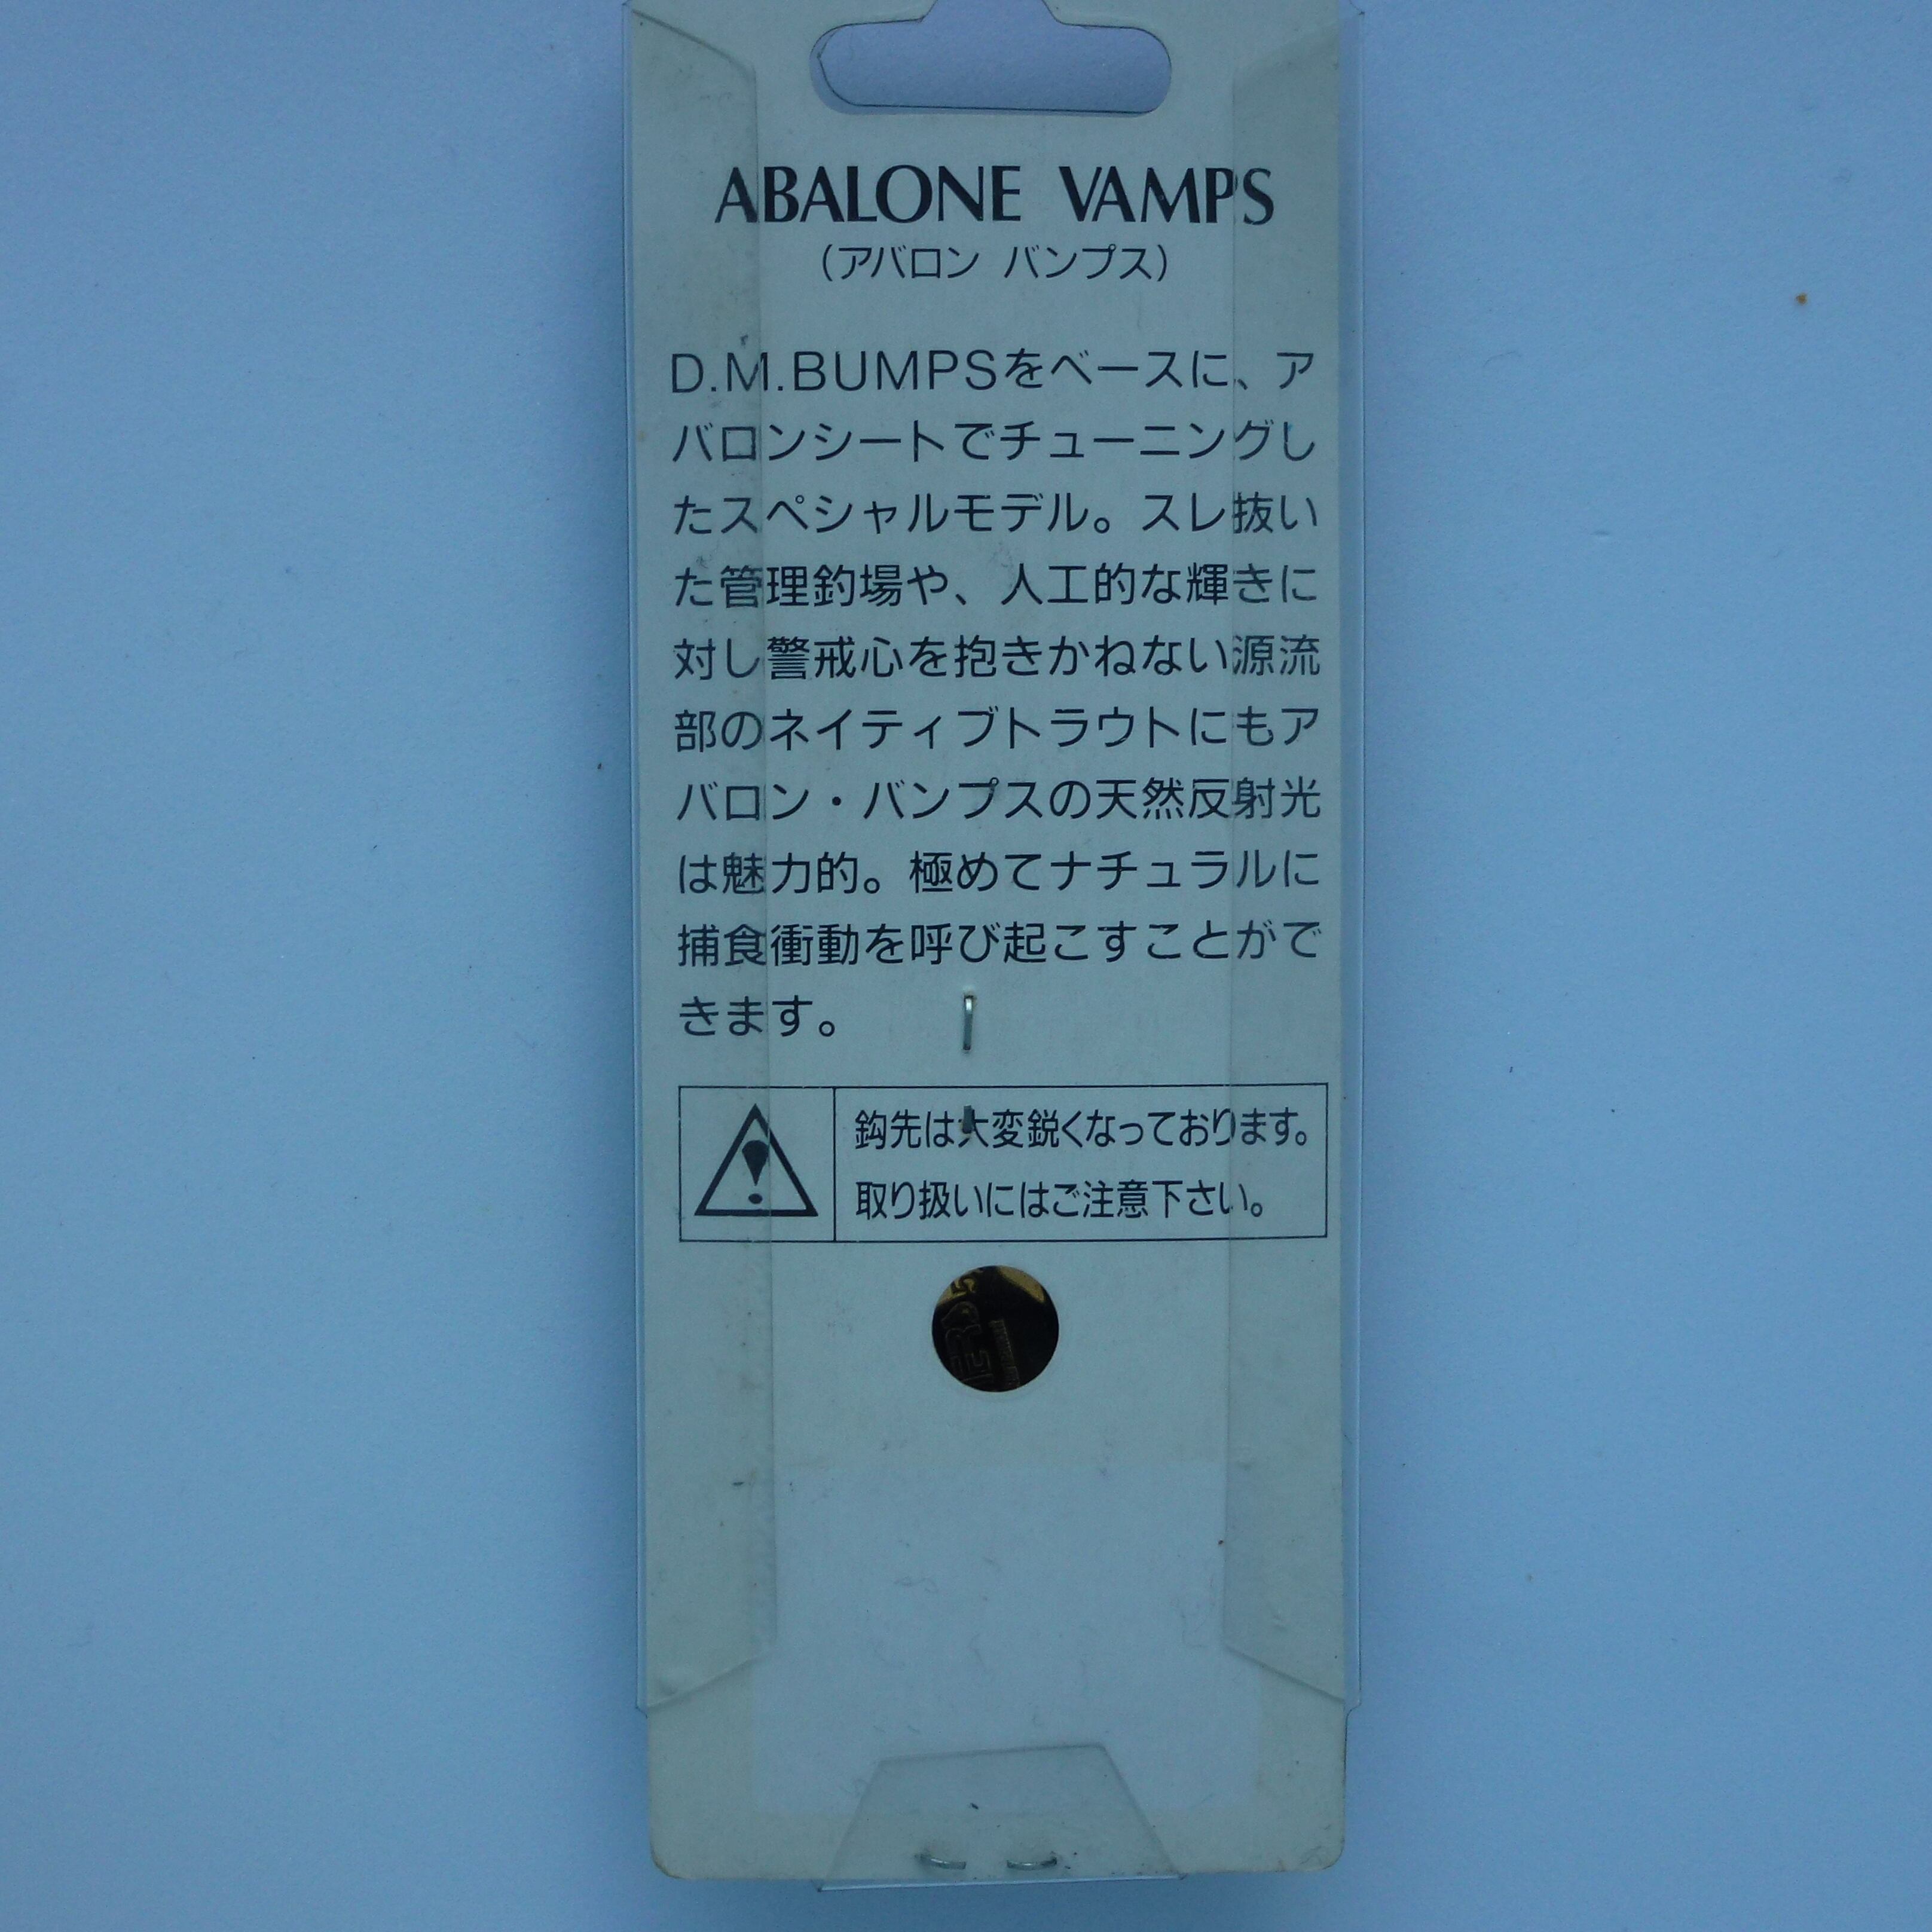 ABALONE VAMPS
（アバロン バンプス）
D.M.BUMPSをベースに、ア
バロンシートでチューニングし
たスペシャルモデル。スレ抜い
た管理釣場や、人工的な輝きに
対し警戒心を抱きかねない源流
部のネイティブトラウトにもア
バロン・バンプスの天然反射光
は魅力的。極めてナチュラルに
捕食衝動を呼び起こすことがで
きます。
鈎先は大変鋭くなっております。
取り扱いにはご注意下さい。